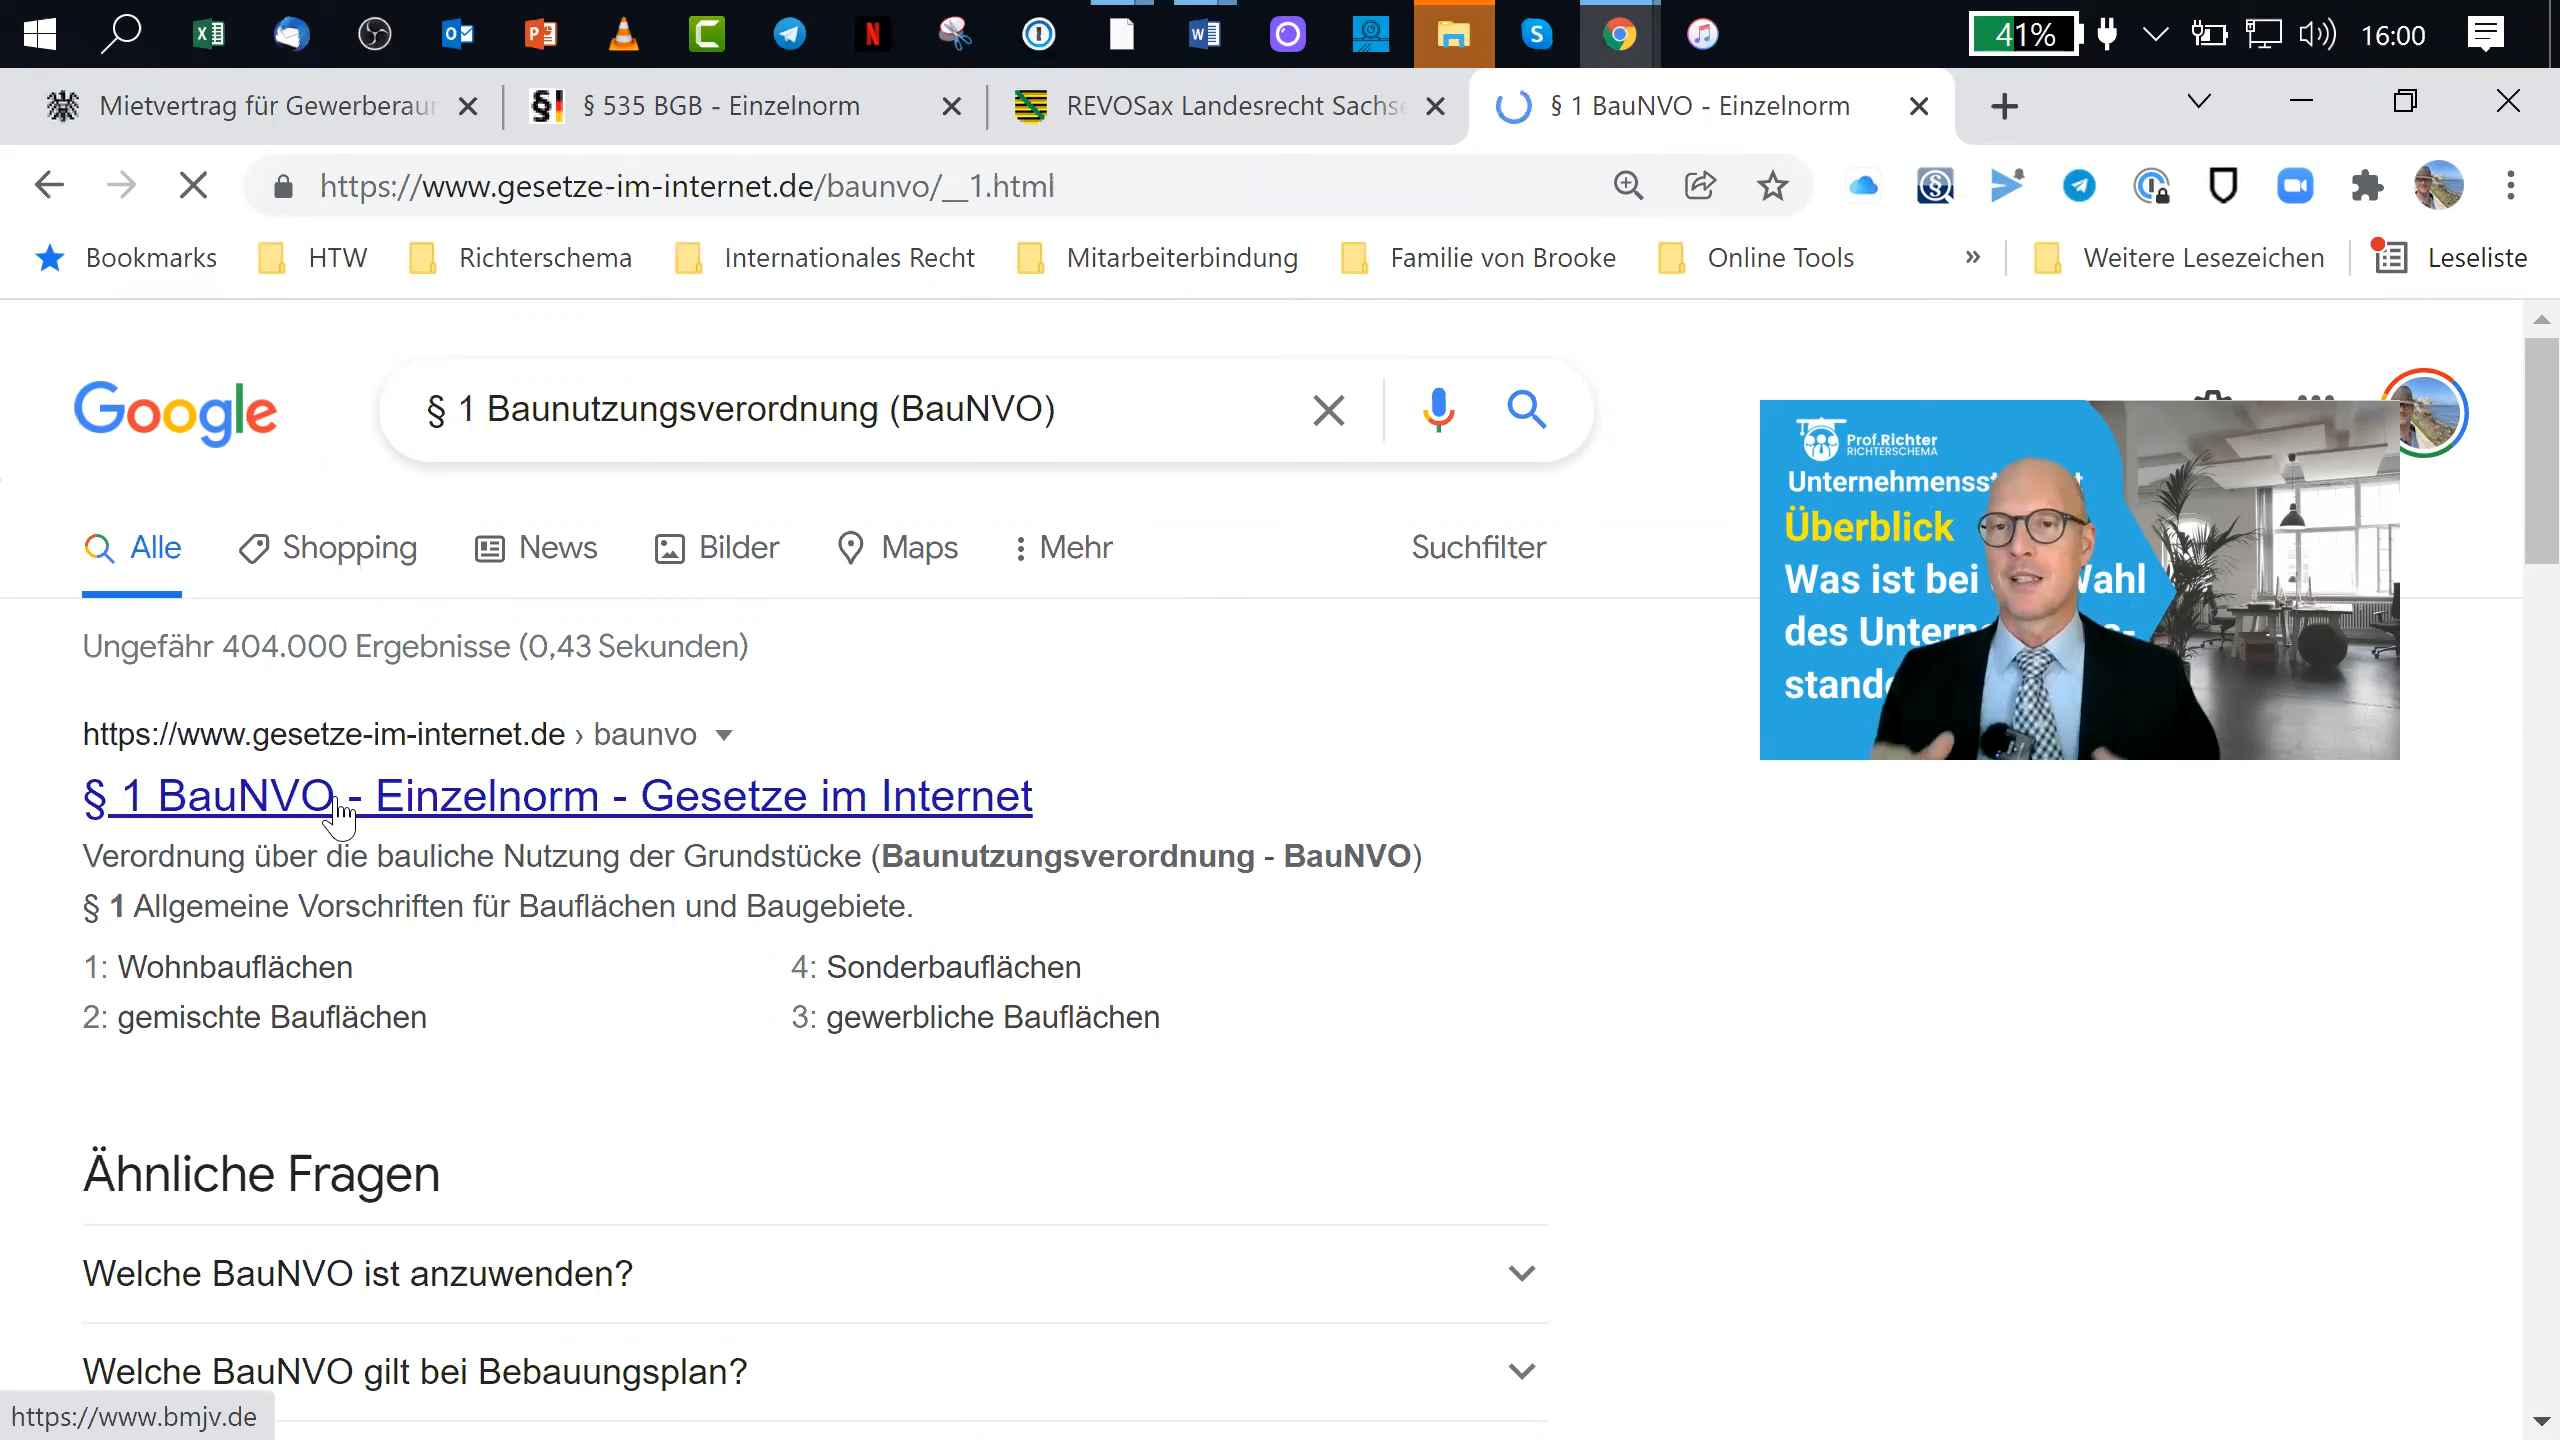 41%
16:00
Mietvertrag für Gewerberaur
§ 535 BGB - Einzelnorm
REVOSax Landesrecht Sachse
§ 1 BauNVO - Einzelnorm
https://www.gesetze-im-internet.de/baunvo/__1.html
Bookmarks
HTW
Richterschema
Internationales Recht
Mitarbeiterbindung
Familie von Brooke
Online Tools
»
Weitere Lesezeichen
Leseliste
Google
§ 1 Baunutzungsverordnung (BauNVO)
Alle
Shopping
News
Bilder
Maps
Mehr
Suchfilter
Prof.Richter
RICHTERSCHEMA
Unternehmensst t
Überblick
Was ist bei Wahl
des Untern s-
stand
Ungefähr 404.000 Ergebnisse (0,43 Sekunden)
https://www.gesetze-im-internet.de › baunvo
§ 1 BauNVO - Einzelnorm - Gesetze im Internet
Verordnung über die bauliche Nutzung der Grundstücke (Baunutzungsverordnung - BauNVO)
§ 1 Allgemeine Vorschriften für Bauflächen und Baugebiete.
1: Wohnbauflächen
4: Sonderbauflächen
2: gemischte Bauflächen
3: gewerbliche Bauflächen
Ähnliche Fragen
Welche BauNVO ist anzuwenden?
Welche BauNVO gilt bei Bebauungsplan?
https://www.bmjv.de